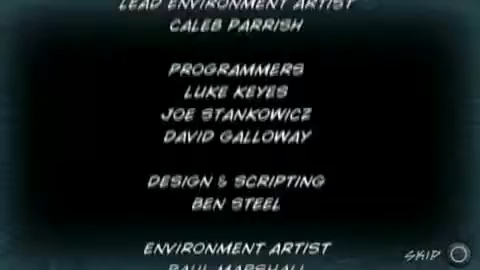 LEAD ENVIRONMENT ARTIST
CALEB PARRISH
PROGRAMMERS
LUKE KEYES
JOE STANKOWICZ
DAVID GALLOWAY
DESIGN & SCRIPTING
BEN STEEL
ENVIRONMENT ARTIST
PAUL MARSHALL
SKIP